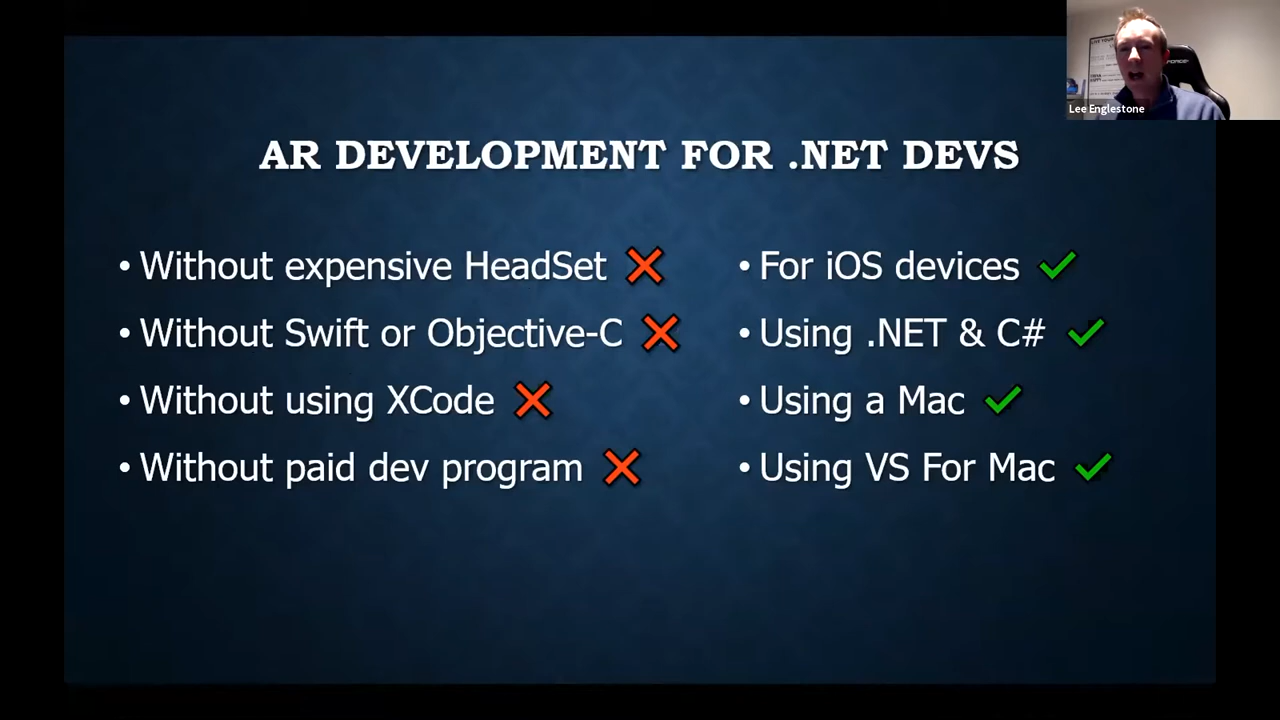 AR DEVELOPMENT FOR .NET DEVS
• Without expensive HeadSet
• Without Swift or Objective-C
• Without using XCode
• Without paid dev program
• For iOS devices
• Using .NET & C#
• Using a Mac
• Using VS For Mac
Lee Englestone